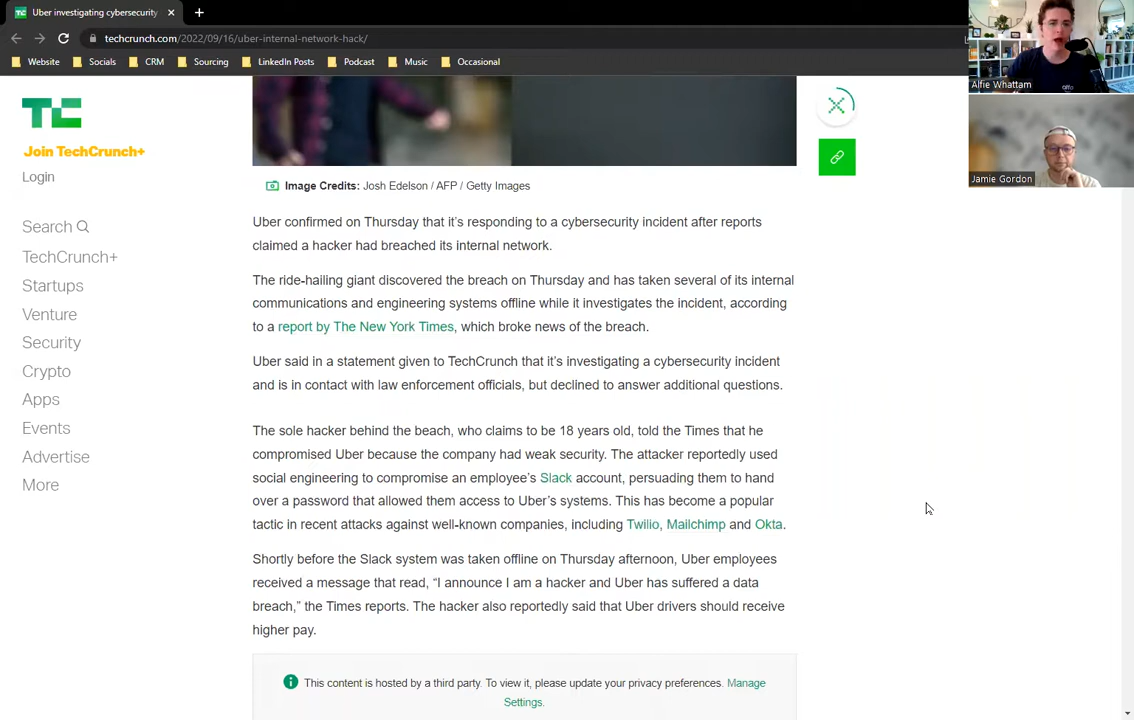 Uber investigating cybersecurity
techcrunch.com/2022/09/16/uber-internal-network-hack/
Website
Socials
CRM
Sourcing
LinkedIn Posts
Podcast
Music
Occasional
Alfie Whattam
Jamie Gordon
TC
Join TechCrunch+
Login
Search
TechCrunch+
Startups
Venture
Security
Crypto
Apps
Events
Advertise
More
Image Credits: Josh Edelson / AFP / Getty Images
Uber confirmed on Thursday that it’s responding to a cybersecurity incident after reports
claimed a hacker had breached its internal network.
The ride-hailing giant discovered the breach on Thursday and has taken several of its internal
communications and engineering systems offline while it investigates the incident, according
to a report by The New York Times, which broke news of the breach.
Uber said in a statement given to TechCrunch that it’s investigating a cybersecurity incident
and is in contact with law enforcement officials, but declined to answer additional questions.
The sole hacker behind the beach, who claims to be 18 years old, told the Times that he
compromised Uber because the company had weak security. The attacker reportedly used
social engineering to compromise an employee’s Slack account, persuading them to hand
over a password that allowed them access to Uber’s systems. This has become a popular
tactic in recent attacks against well-known companies, including Twilio, Mailchimp and Okta.
Shortly before the Slack system was taken offline on Thursday afternoon, Uber employees
received a message that read, “I announce I am a hacker and Uber has suffered a data
breach,” the Times reports. The hacker also reportedly said that Uber drivers should receive
higher pay.
This content is hosted by a third party. To view it, please update your privacy preferences. Manage
Settings.